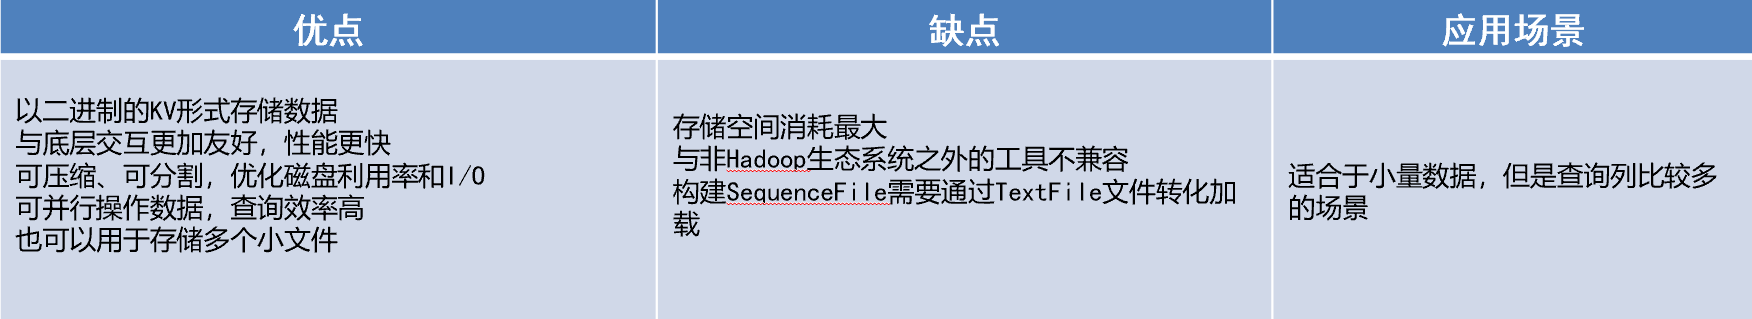 优点
缺点
应用场景
以二进制的KV形式存储数据
与底层交互更加友好，性能更快
可压缩、可分割，优化磁盘利用率和I/O
可并行操作数据，查询效率高
也可以用于存储多个小文件
存储空间消耗最大
与非Hadoop生态系统之外的工具不兼容
构建SequenceFile需要通过TextFile文件转化加
载
适合于小量数据，但是查询列比较多
的场景